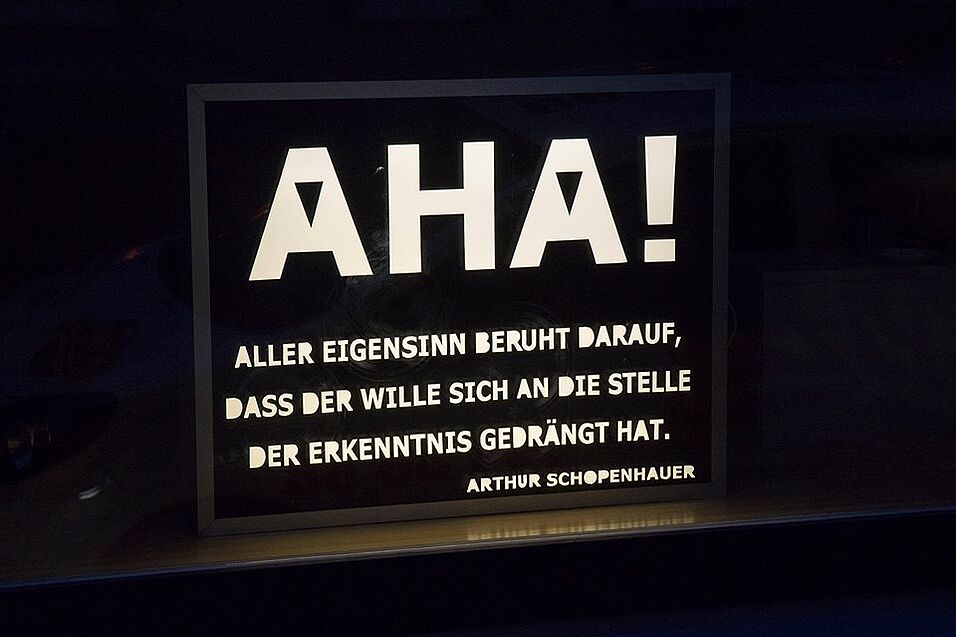 AHA!
ALLER EIGENSINN BERUHT DARAUF,
DASS DER WILLE SICH AN DIE STELLE
DER ERKENNTNIS GEDRÄNGT HAT.
ARTHUR SCHOPENHAUER